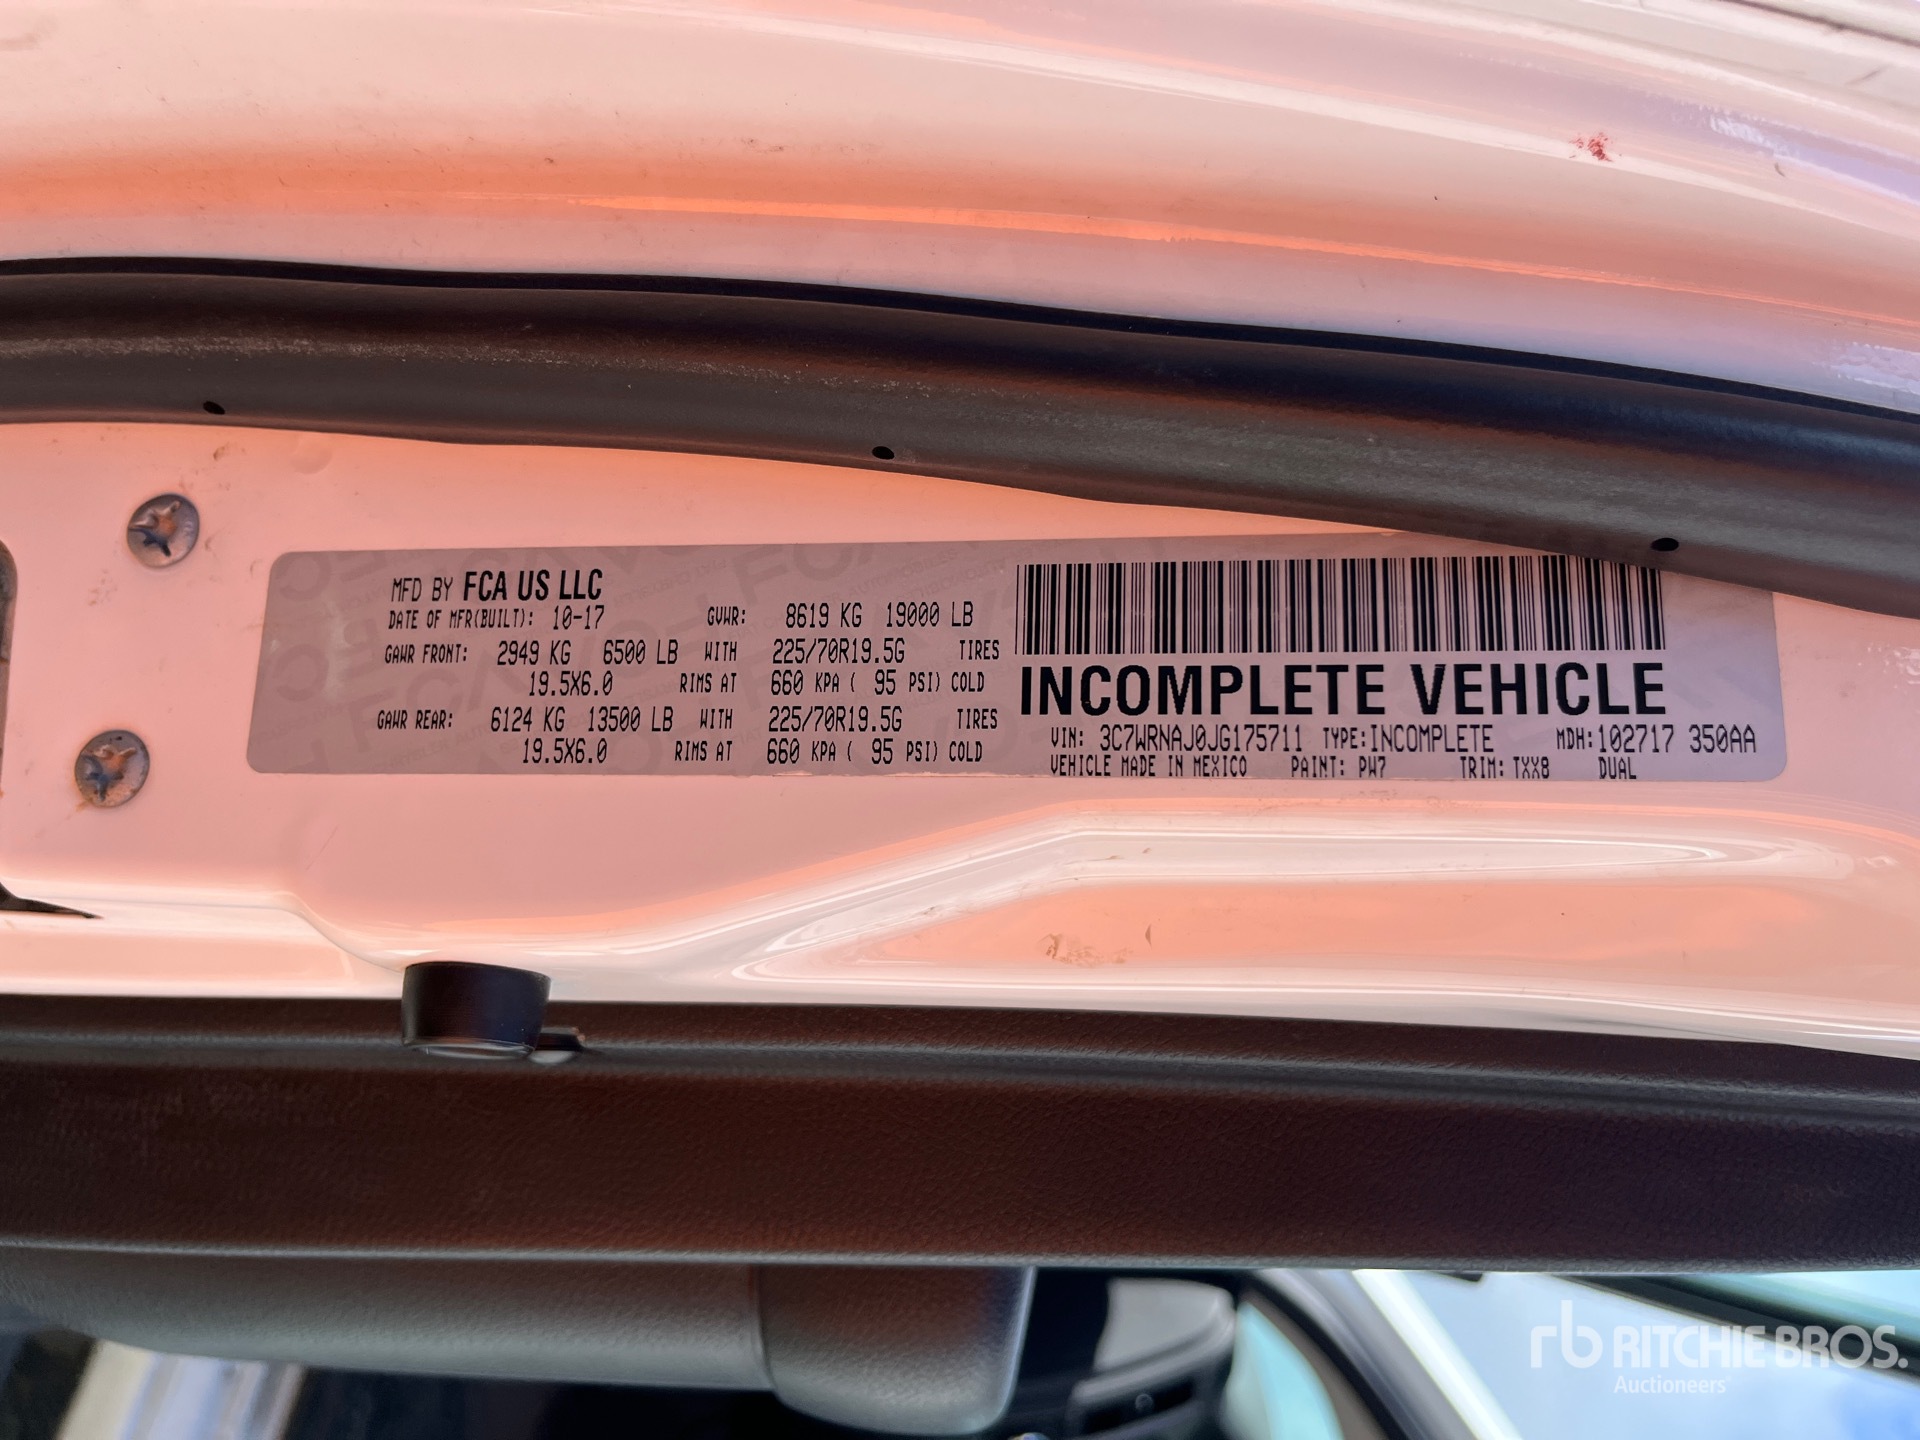 MFD BY FCA US LLC
DATE OF MFR(BUILT): 10-17 GVWR: 8619 KG 19000 LB
GAWR FRONT: 2949 KG 6500 LB WITH 225/70R19.5G TIRES
19.5X6.0 RIMS AT 660 KPA ( 95 PSI) COLD
GAWR REAR: 6124 KG 13500 LB WITH 225/70R19.5G TIRES
19.5X6.0 RIMS AT 660 KPA ( 95 PSI) COLD
INCOMPLETE VEHICLE
VIN: 3C7WRNAJ0JG175711 TYPE:INCOMPLETE MDH:102717 350AA
VEHICLE MADE IN MEXICO PAINT: PW7 TRIM: TXX8 DUAL
rb RITCHIE BROS.
Auctioneers